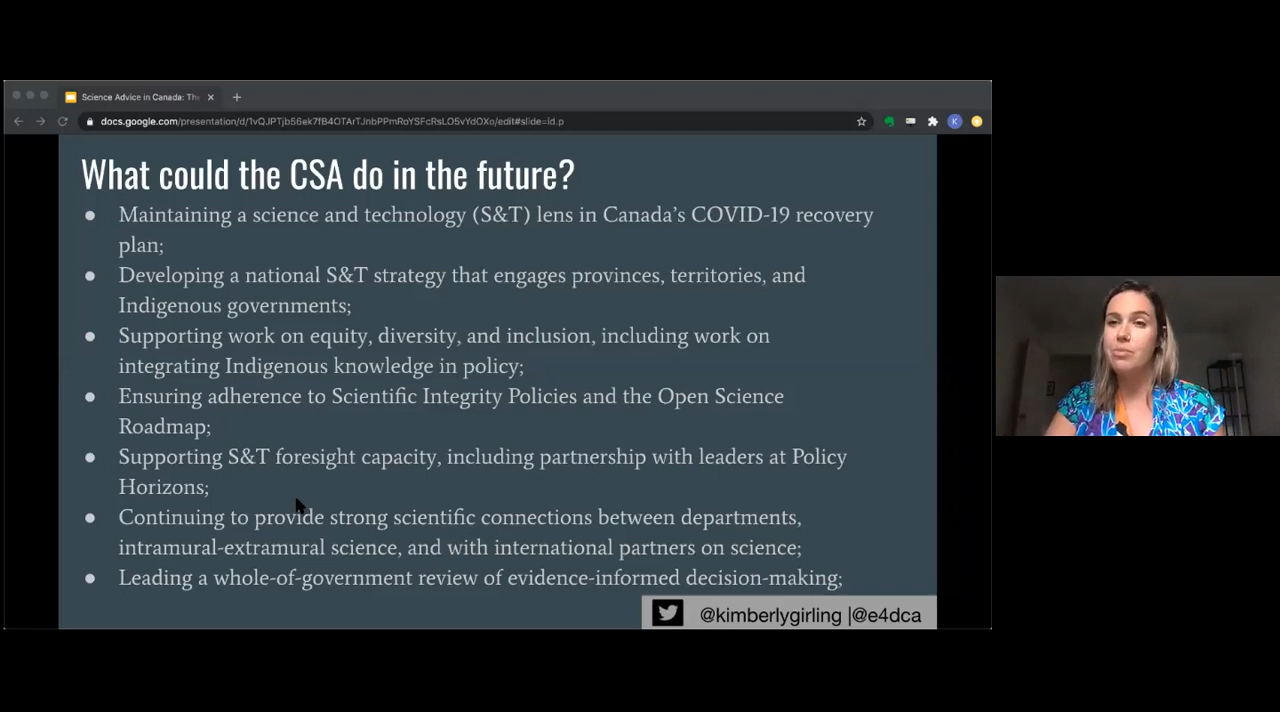 Science Advice in Canada: Th
docs.google.com/presentation/d/1vQJPTjb56ek7fB4OTArTJnbPPmRoYSFcRsLO5vYdOXo/edit#slide=id.p
K
What could the CSA do in the future?
● Maintaining a science and technology (S&T) lens in Canada's COVID-19 recovery
plan;
● Developing a national S&T strategy that engages provinces, territories, and
Indigenous governments;
● Supporting work on equity, diversity, and inclusion, including work on
integrating Indigenous knowledge in policy;
● Ensuring adherence to Scientific Integrity Policies and the Open Science
Roadmap;
● Supporting S&T foresight capacity, including partnership with leaders at Policy
Horizons;
● Continuing to provide strong scientific connections between departments,
intramural-extramural science, and with international partners on science;
● Leading a whole-of-government review of evidence-informed decision-making;
@kimberlygirling |@e4dca